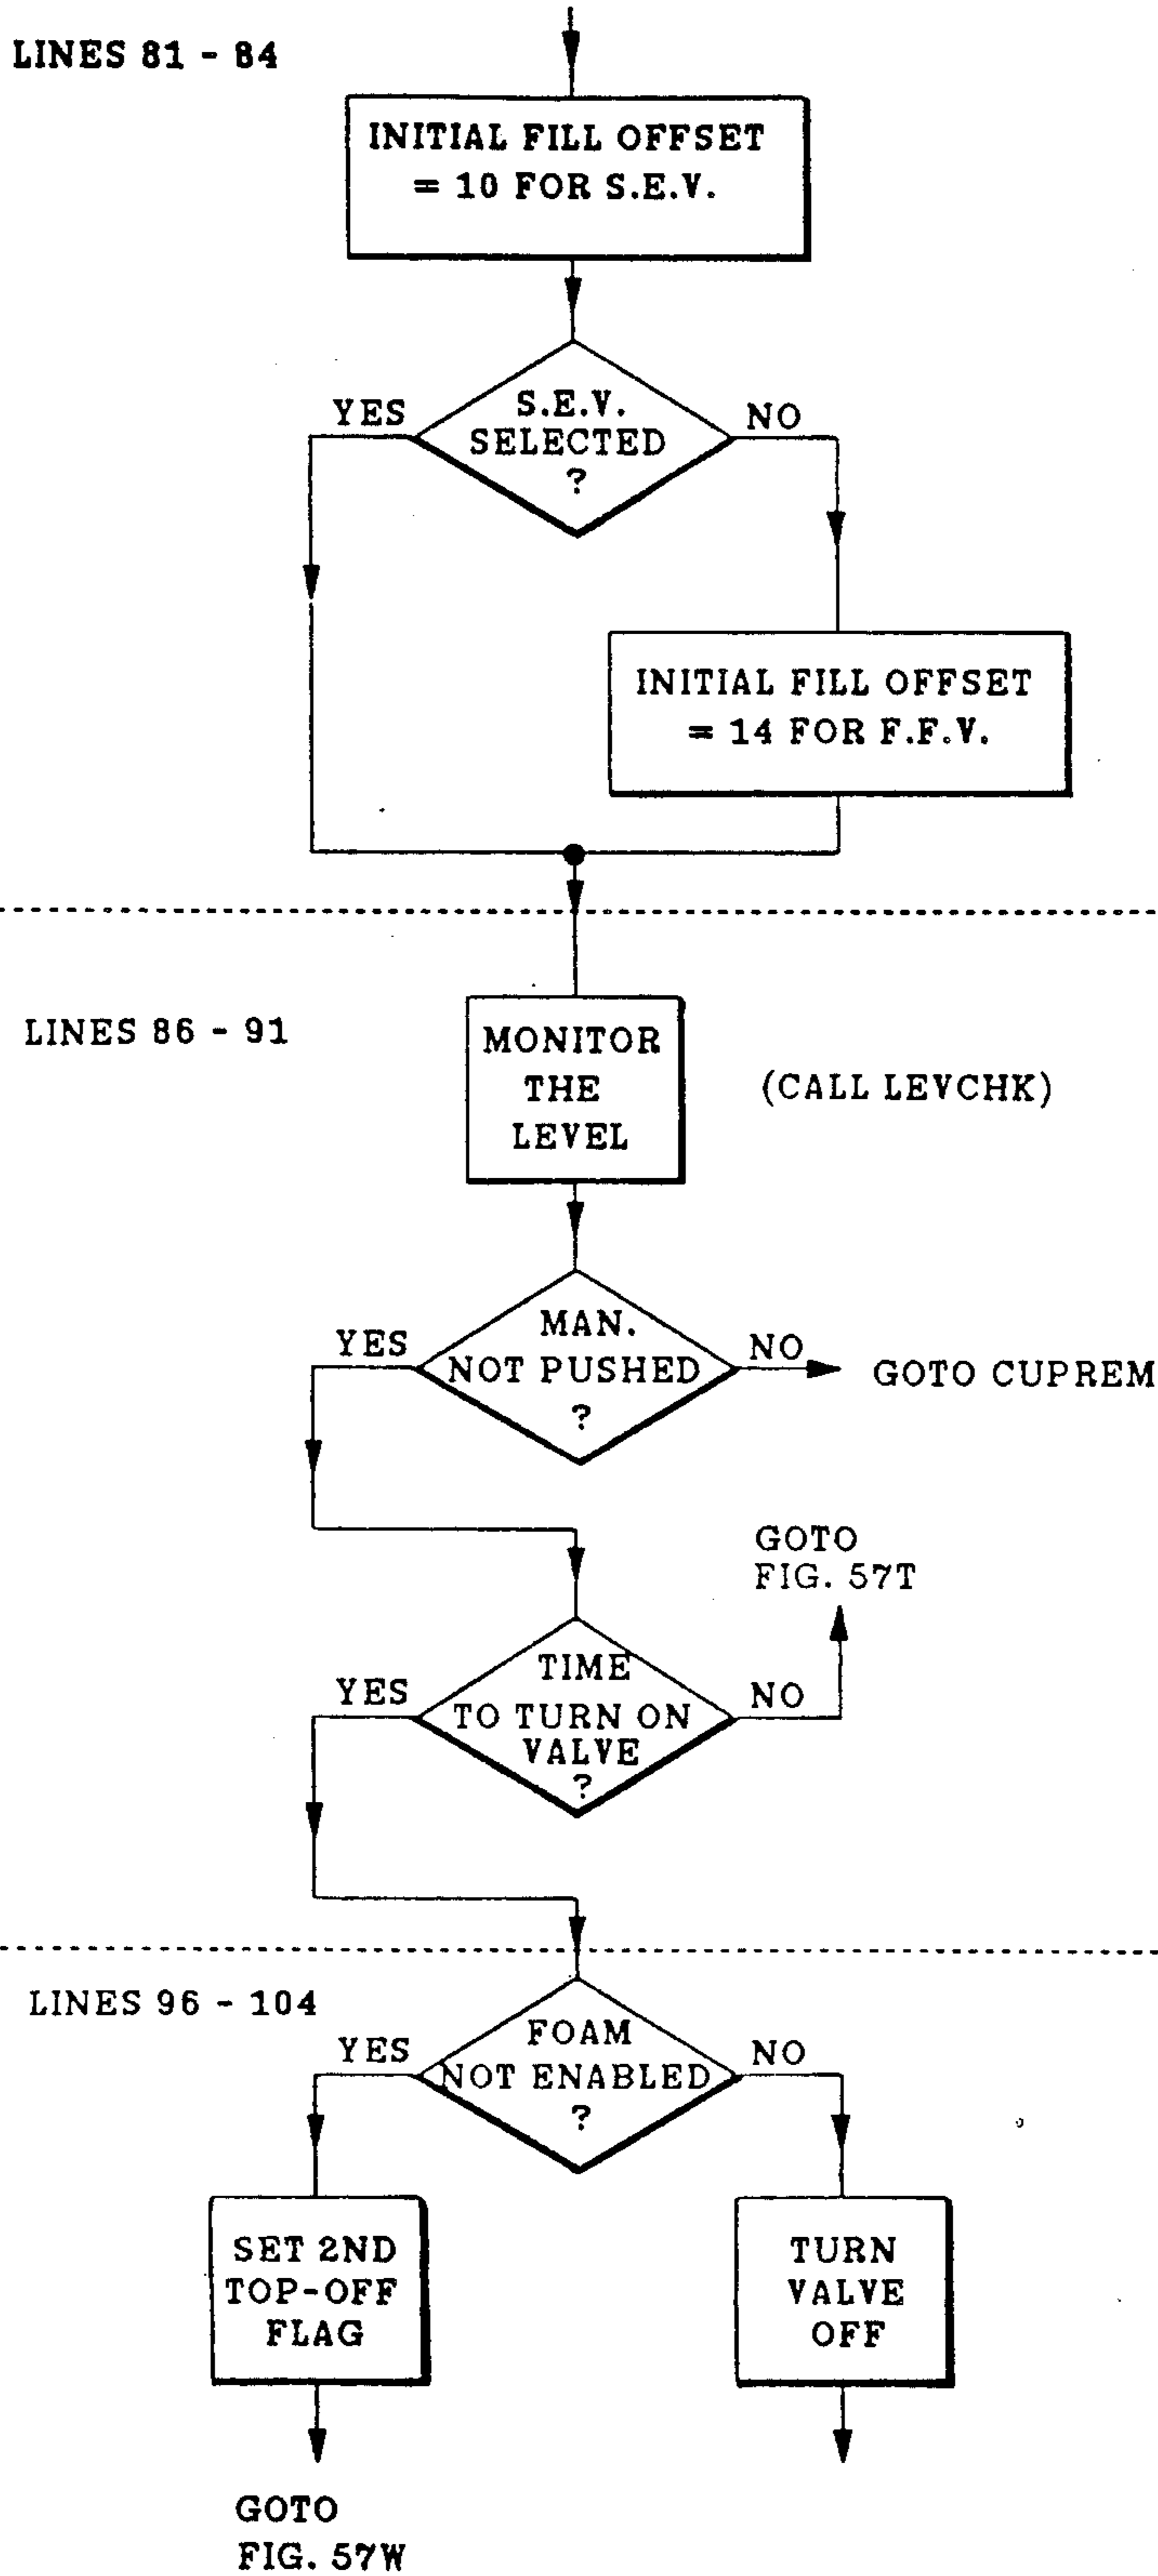 LINES 81 - 84
INITIAL FILL OFFSET
= 10 FOR S.E.V.
YES
S.E.V.
SELECTED
?
NO
INITIAL FILL OFFSET
= 14 FOR F.F.V.
LINES 86 - 91
MONITOR
THE
LEVEL
(CALL LEVCHK)
YES
MAN.
NOT PUSHED
?
NO
GOTO CUPREM
GOTO
FIG. 57T
YES
TIME
TO TURN ON
VALVE
?
NO
LINES 96 - 104
YES
FOAM
NOT ENABLED
?
NO
SET 2ND
TOP-OFF
FLAG
TURN
VALVE
OFF
GOTO
FIG. 57W